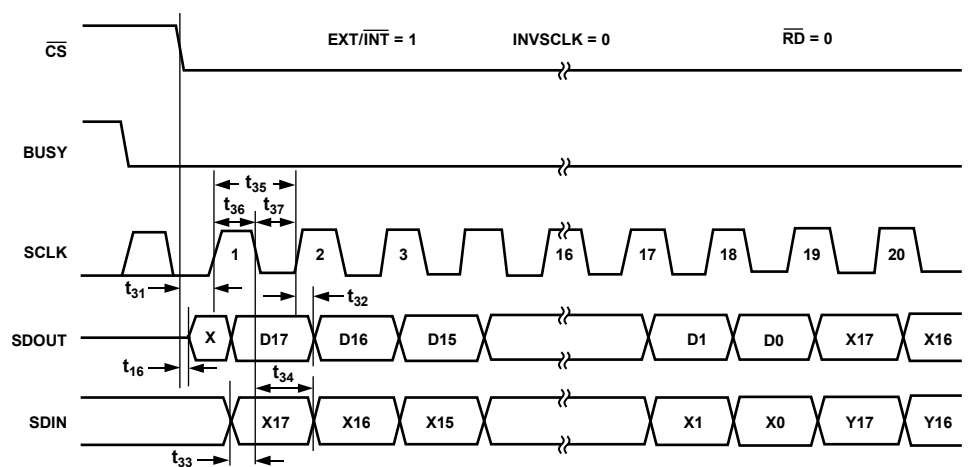 EXT/INT = 1 INVSCLK = 0 RD = 0
CS
BUSY
t35
t36 t37
SCLK 1 2 3 16 17 18 19 20
t31 t32
SDOUT X D17 D16 D15 D1 D0 X17 X16
t16 t34
SDIN X17 X16 X15 X1 X0 Y17 Y16
t33